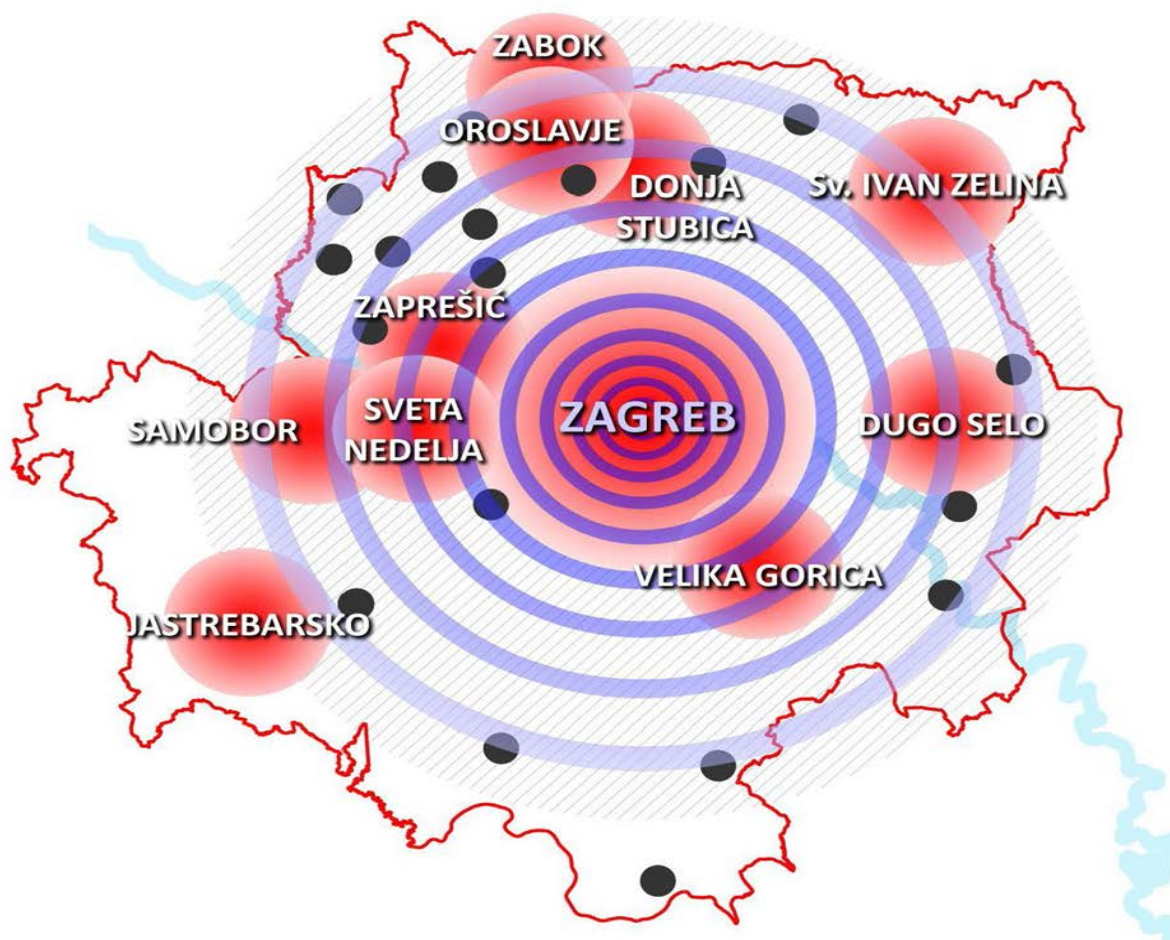 ZABOK
OROSLAVJE
DONJA
STUBICA
Sv. IVAN ZELINA
ZAPREŠIĆ
SAMOBOR
SVETA
NEDELJA
ZAGREB
DUGO SELO
VELIKA GORICA
JASTREBARSKO